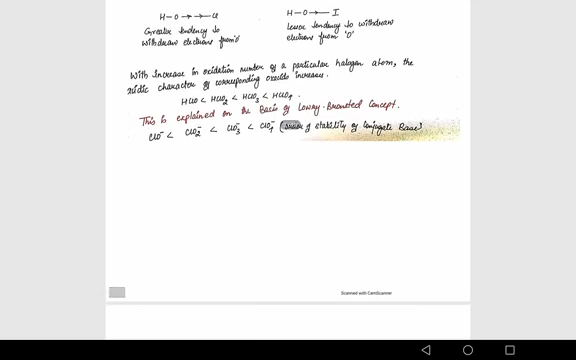 H-O→→Cl
H-O→I
Greater tendency to
withdraw electrons from 'O'
Lesser tendency to withdraw
electrons from 'O'
With increase in oxidation number of a particular halogen atom, the
acidic character of corresponding oxoacids increases.
HClO < HClO2 < HClO3 < HClO4.
This is explained on the Basis of Lowry-Bronsted Concept.
ClO- < ClO2- < ClO3- < ClO4- ( of stability of Conjugate Base)
Scanned with CamScanner